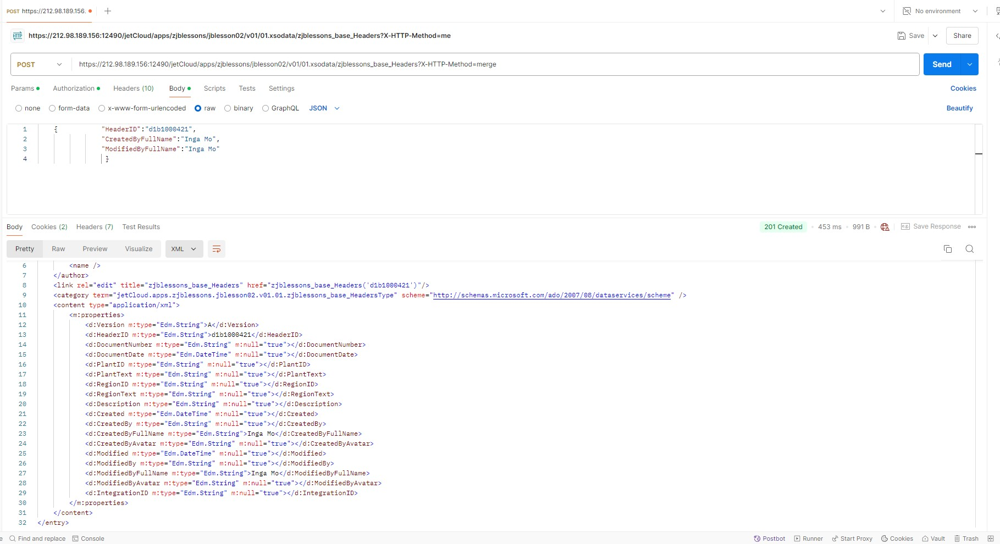 POST https://212.98.189.156.
No environment
HTTP https://212.98.189.156:12490/jetCloud/apps/zjblessons/jblesson02/v01/01.xsodata/zjblessons_base_Headers?X-HTTP-Method=me
Save Share
POST https://212.98.189.156:12490/jetCloud/apps/zjblessons/jblesson02/v01/01.xsodata/zjblessons_base_Headers?X-HTTP-Method=merge Send
Params Authorization Headers (10) Body Scripts Tests Settings Cookies
none form-data x-www-form-urlencoded raw binary GraphQL JSON Beautify
1 { "HeaderID":"d1b1000421",
2 "CreatedByFullName":"Inga Mo",
3 "ModifiedByFullName":"Inga Mo"
4 }
Body Cookies (2) Headers (7) Test Results 201 Created 453 ms 991 B Save Response
Pretty Raw Preview Visualize XML
6 <name />
7 </author>
8 <link rel="edit" title="zjblessons_base_Headers" href="zjblessons_base_Headers('d1b1000421')"/>
9 <category term="jetCloud.apps.zjblessons.jblesson02.v01.01.zjblessons_base_HeadersType" scheme="http://schemas.microsoft.com/ado/2007/08/dataservices/scheme" />
10 <content type="application/xml">
11 <m:properties>
12 <d:Version m:type="Edm.String">A</d:Version>
13 <d:HeaderID m:type="Edm.String">d1b1000421</d:HeaderID>
14 <d:DocumentNumber m:type="Edm.String" m:null="true"></d:DocumentNumber>
15 <d:DocumentDate m:type="Edm.DateTime" m:null="true"></d:DocumentDate>
16 <d:PlantID m:type="Edm.String" m:null="true"></d:PlantID>
17 <d:PlantText m:type="Edm.String" m:null="true"></d:PlantText>
18 <d:RegionID m:type="Edm.String" m:null="true"></d:RegionID>
19 <d:RegionText m:type="Edm.String" m:null="true"></d:RegionText>
20 <d:Description m:type="Edm.String" m:null="true"></d:Description>
21 <d:Created m:type="Edm.DateTime" m:null="true"></d:Created>
22 <d:CreatedBy m:type="Edm.String" m:null="true"></d:CreatedBy>
23 <d:CreatedByFullName m:type="Edm.String">Inga Mo</d:CreatedByFullName>
24 <d:CreatedByAvatar m:type="Edm.String" m:null="true"></d:CreatedByAvatar>
25 <d:Modified m:type="Edm.DateTime" m:null="true"></d:Modified>
26 <d:ModifiedBy m:type="Edm.String" m:null="true"></d:ModifiedBy>
27 <d:ModifiedByFullName m:type="Edm.String">Inga Mo</d:ModifiedByFullName>
28 <d:ModifiedByAvatar m:type="Edm.String" m:null="true"></d:ModifiedByAvatar>
29 <d:IntegrationID m:type="Edm.String" m:null="true"></d:IntegrationID>
30 </m:properties>
31 </content>
32 </entry>
e Find and replace Console Postbot Runner Start Proxy Cookies Vault Trash